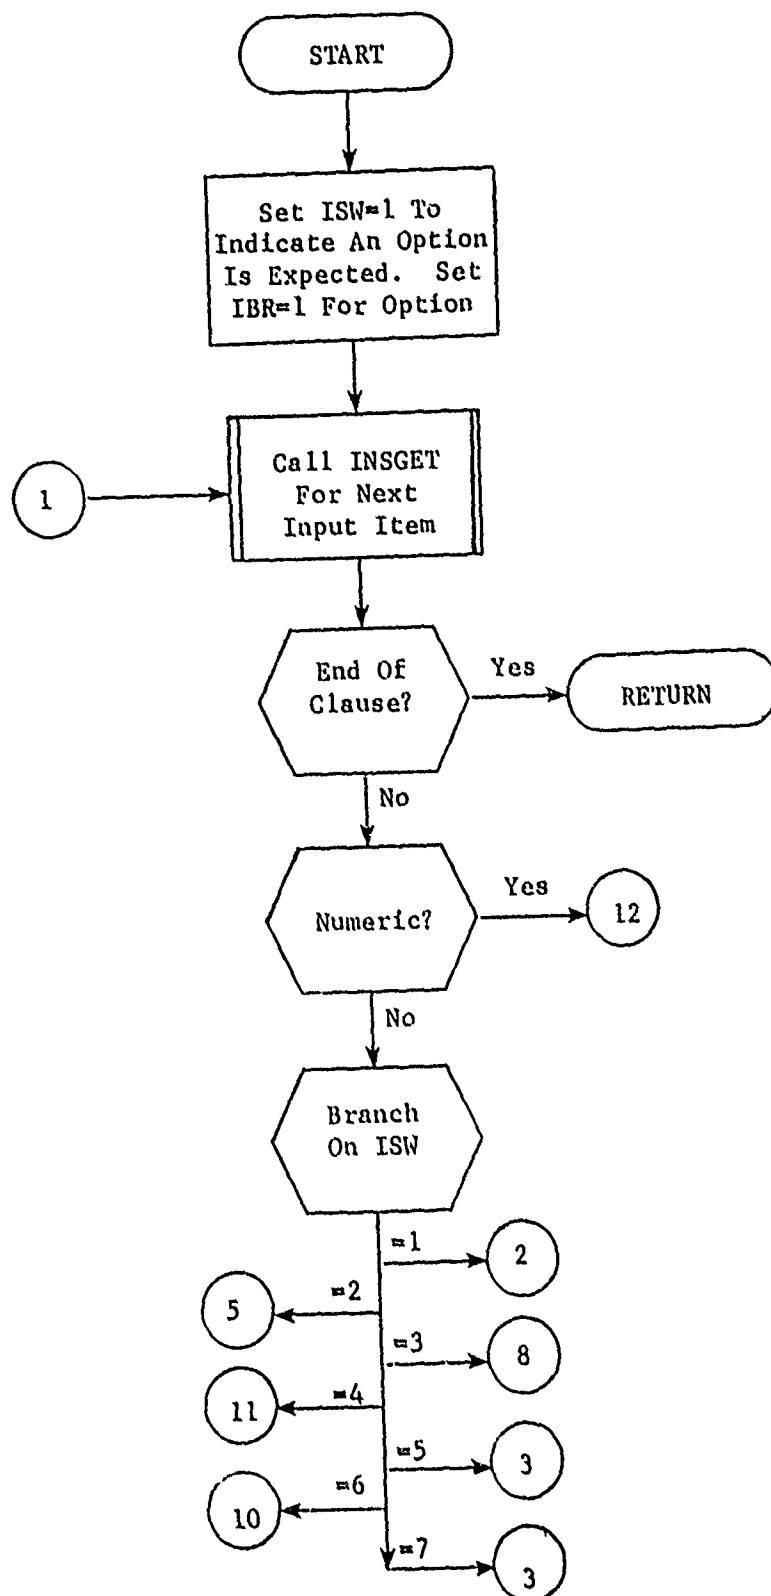 START
Set ISW=1 To
Indicate An Option
Is Expected. Set
IBR=1 For Option
Call INSGET
For Next
Input Item
1
End Of
Clause?
Yes
RETURN
No
Numeric?
Yes
12
No
Branch
On ISW
=1
2
=2
5
=3
8
=4
11
=5
3
=6
10
=7
3